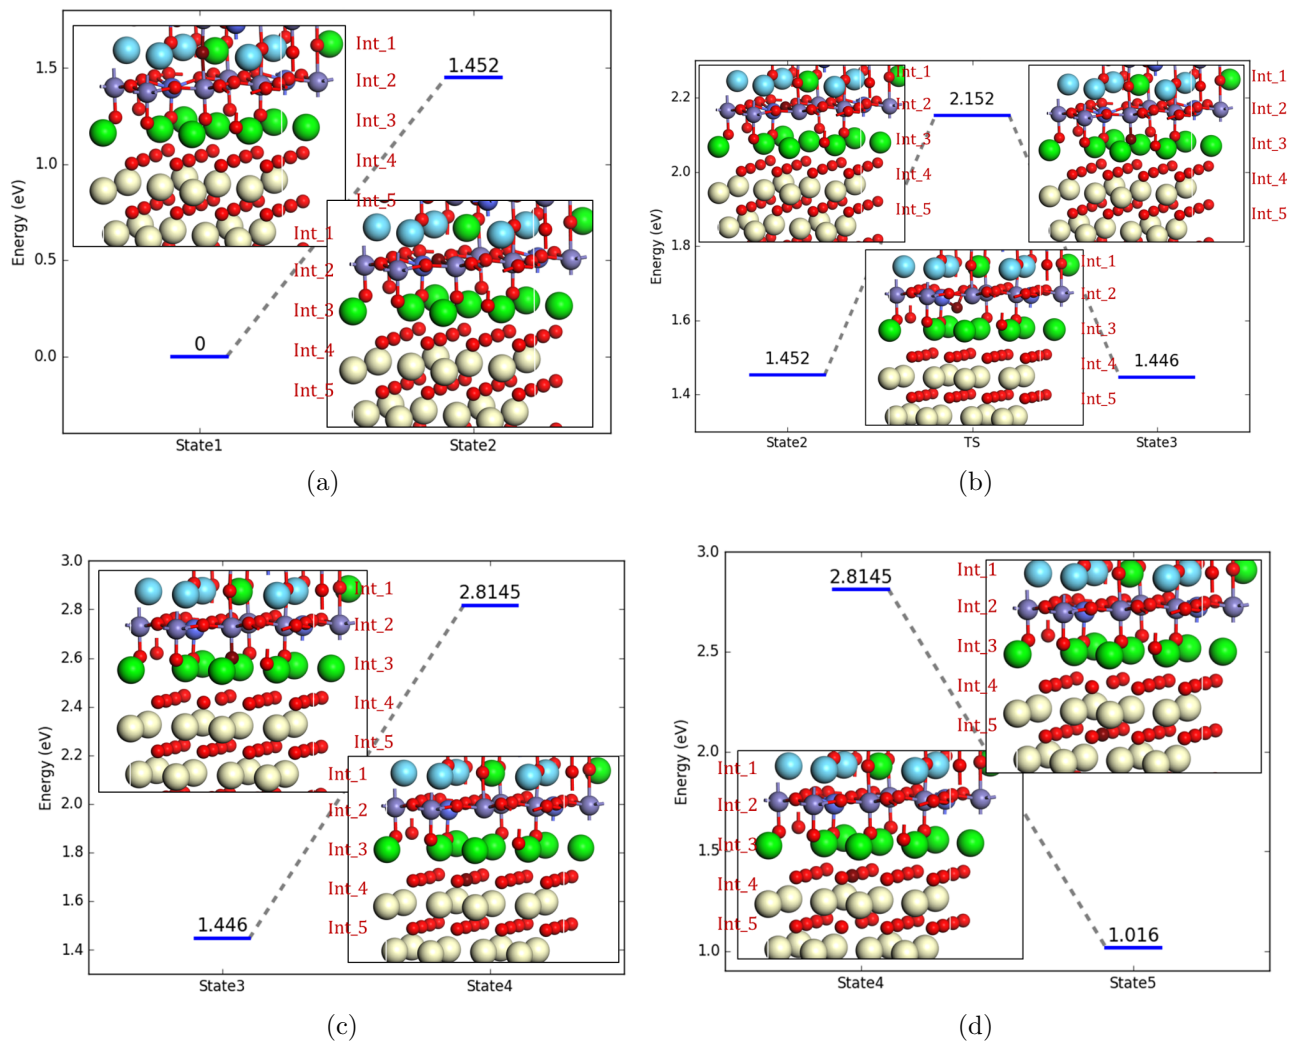 Energy (eV)
1.5
1.0
0.5
0.0
Int_1
Int_2
Int_3
Int_4
Int_5
Int_1
Int_2
Int_3
Int_4
Int_5
1.452
0
State1
State2
(a)
Energy (eV)
2.2
2.0
1.8
1.6
1.4
Int_1
Int_2
Int_3
Int_4
Int_5
2.152
Int_1
Int_2
Int_3
Int_4
Int_5
Int_1
Int_2
Int_3
Int_4
Int_5
1.452
1.446
State2
TS
State3
(b)
Energy (eV)
3.0
2.8
2.6
2.4
2.2
2.0
1.8
1.6
1.4
Int_1
Int_2
Int_3
Int_4
Int_5
2.8145
Int_1
Int_2
Int_3
Int_4
Int_5
1.446
State3
State4
(c)
Energy (eV)
3.0
2.5
2.0
1.5
1.0
2.8145
Int_1
Int_2
Int_3
Int_4
Int_5
Int_1
Int_2
Int_3
Int_4
Int_5
1.016
State4
State5
(d)